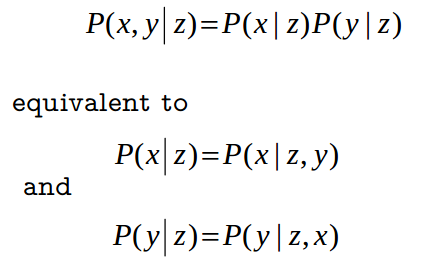 P(x, y|z)=P(x|z)P(y|z)
equivalent to
P(x|z)=P(x|z, y)
and
P(y|z)=P(y|z, x)